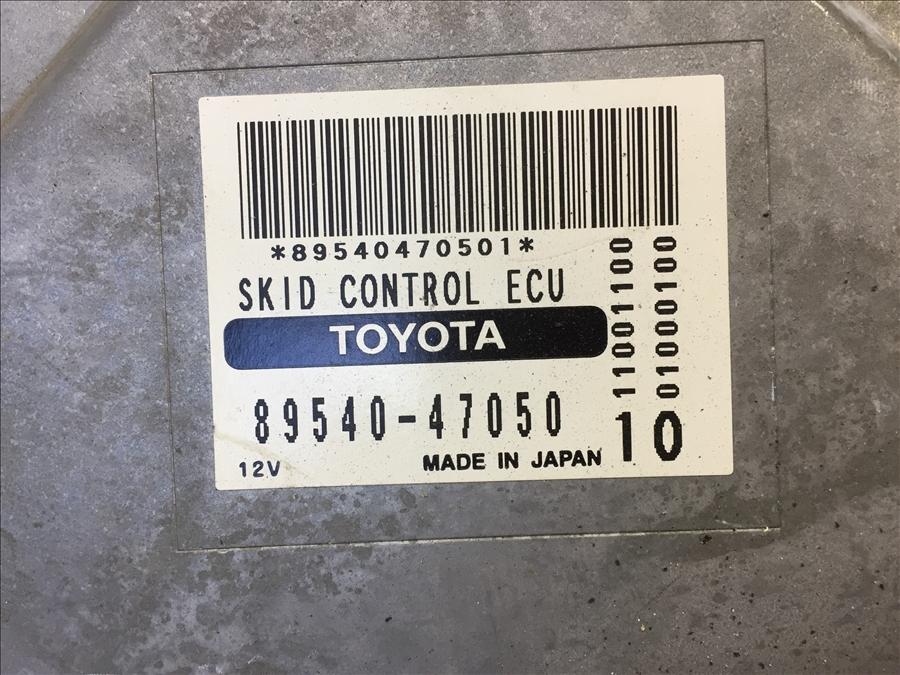 *89540470501*
SKID CONTROL ECU
TOYOTA
89540-47050
12V
MADE IN JAPAN
11001100
01000100
10